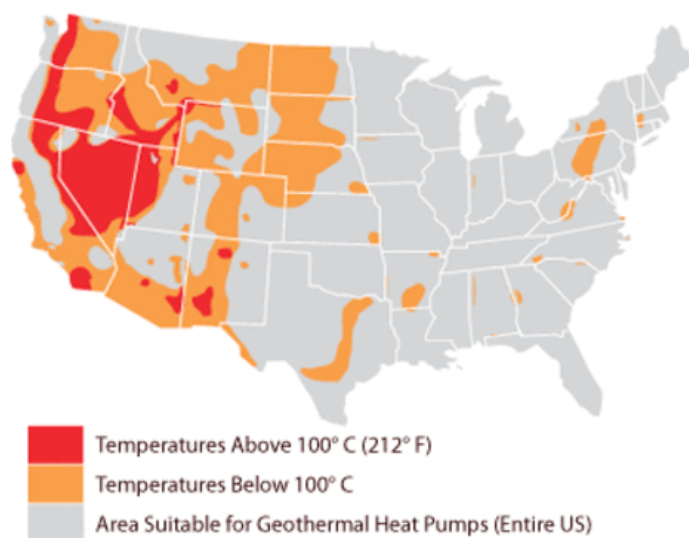 Temperatures Above 100° C (212° F)
Temperatures Below 100° C
Area Suitable for Geothermal Heat Pumps (Entire US)